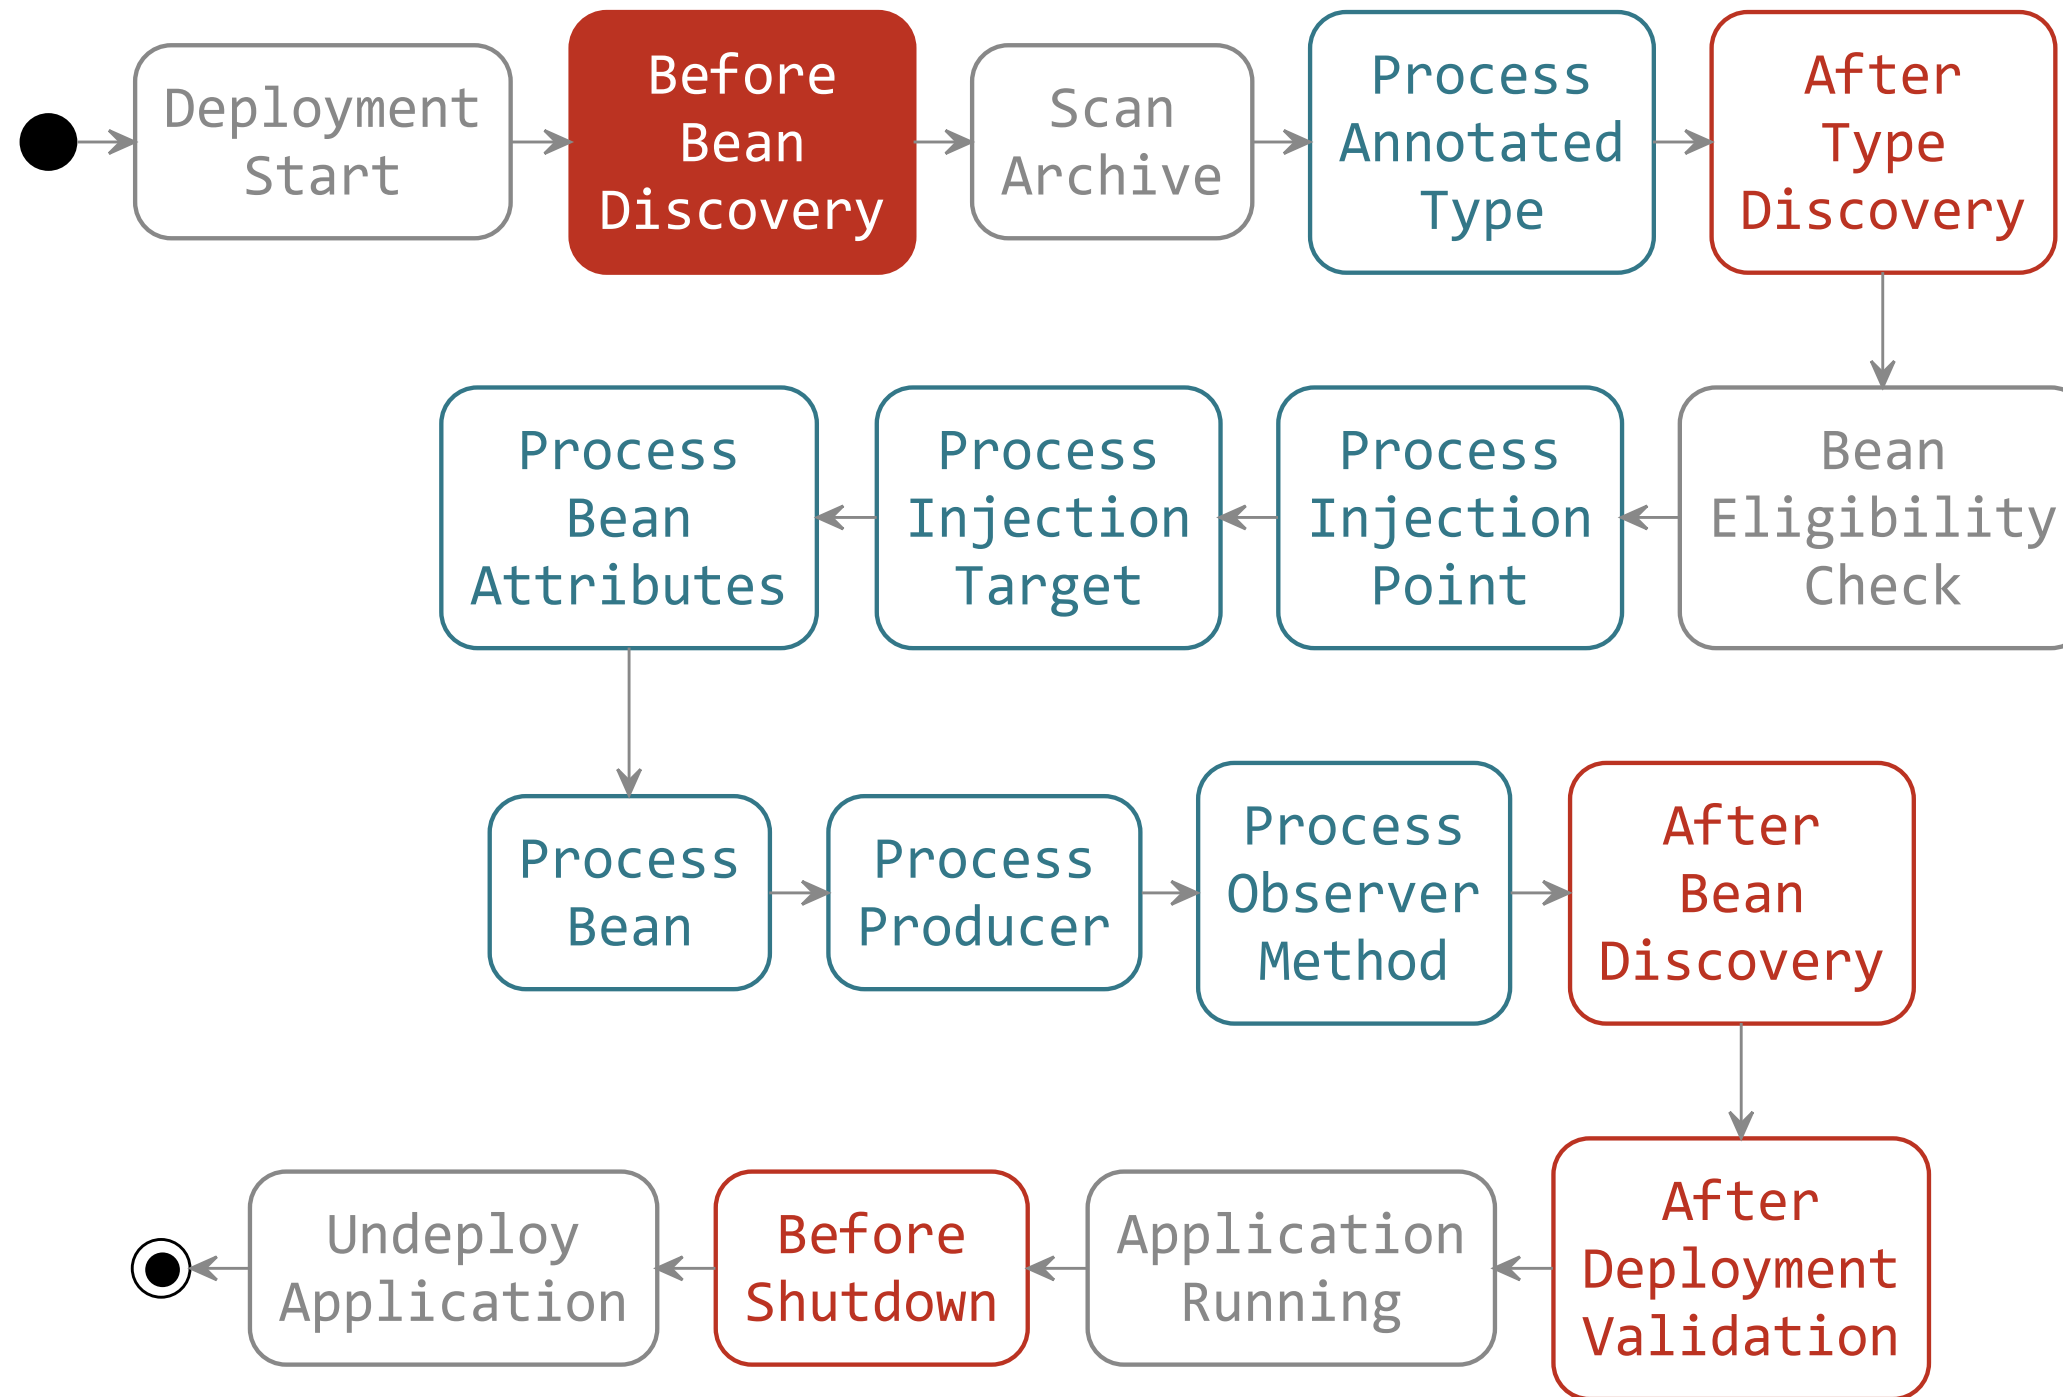 Deployment
Start
Before
Bean
Discovery
Scan
Archive
Process
Annotated
Type
After
Type
Discovery
Process
Bean
Attributes
Process
Injection
Target
Process
Injection
Point
Bean
Eligibility
Check
Process
Bean
Process
Producer
Process
Observer
Method
After
Bean
Discovery
Undeploy
Application
Before
Shutdown
Application
Running
After
Deployment
Validation